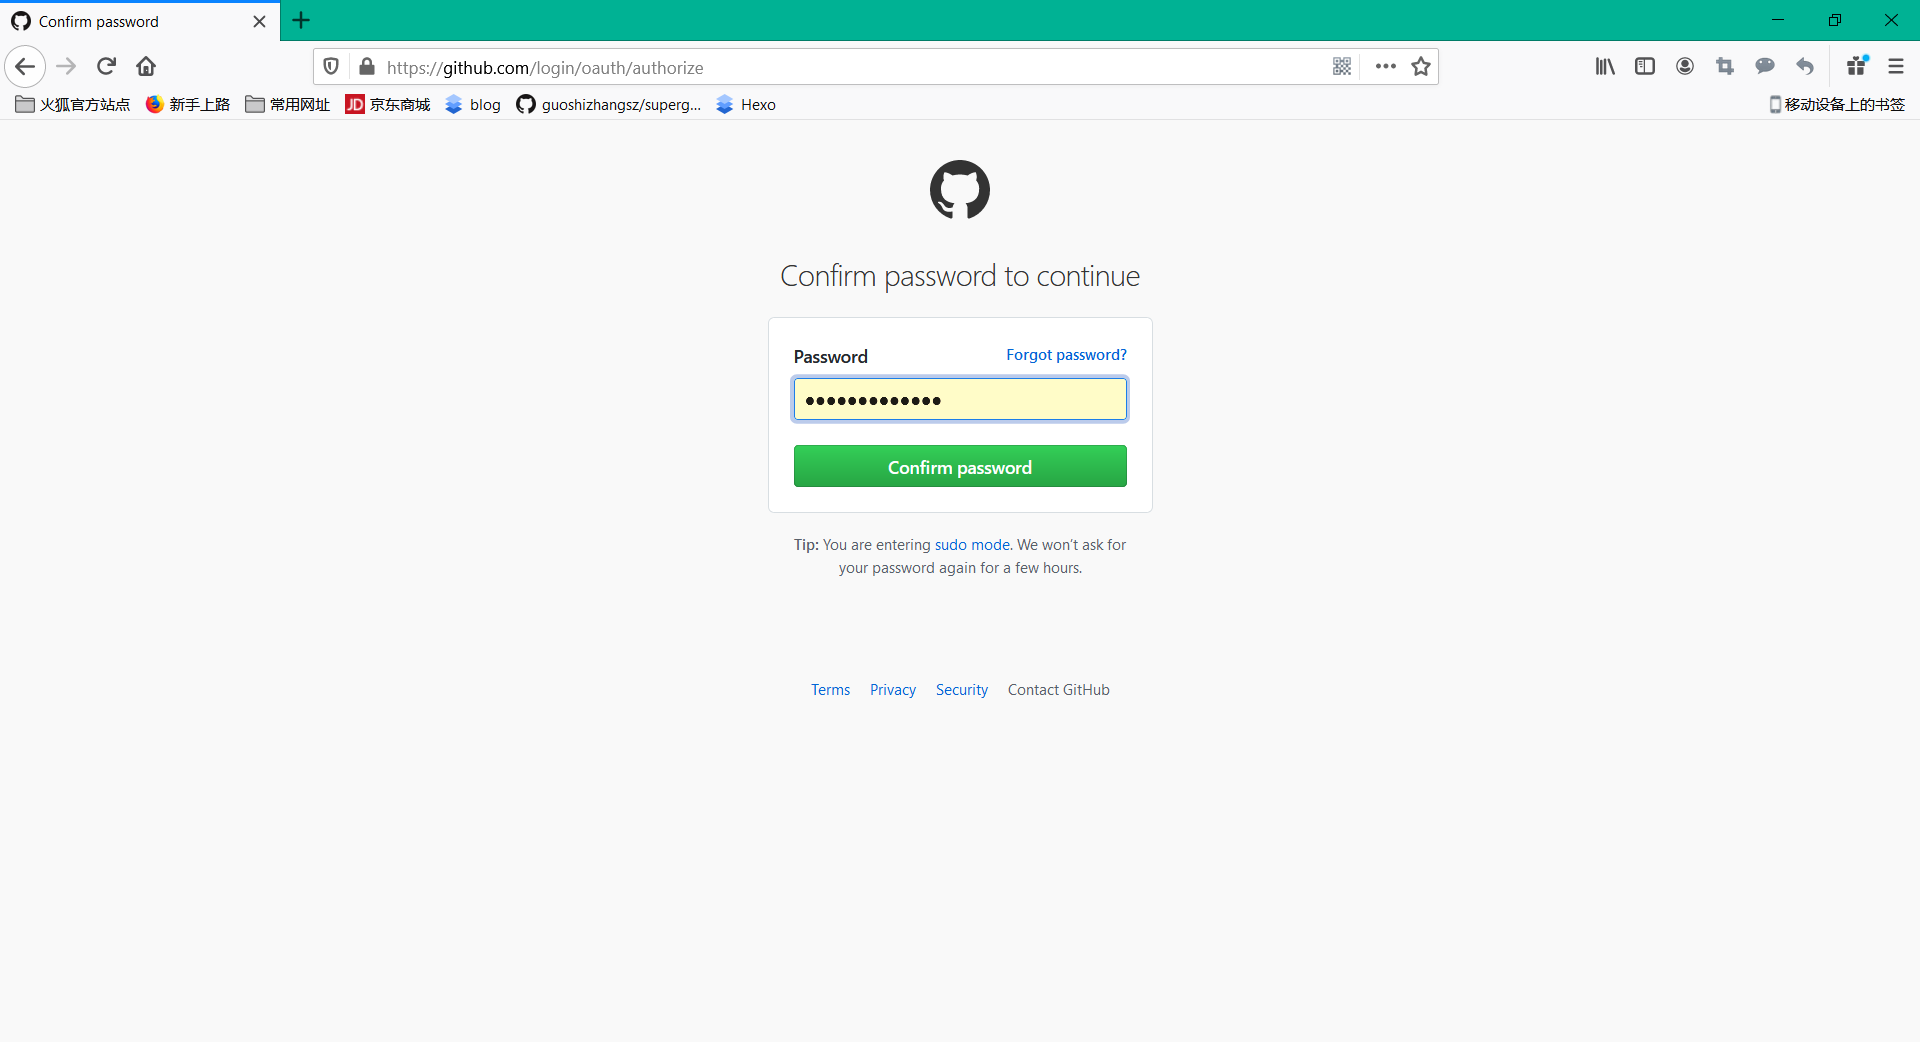 Confirm password
https://github.com/login/oauth/authorize
火狐官方站点 新手上路 常用网址 JD 京东商城 blog guoshizhangsz/superg... Hexo 移动设备上的书签
Confirm password to continue
Password Forgot password?
Confirm password
Tip: You are entering sudo mode. We won't ask for
your password again for a few hours.
Terms Privacy Security Contact GitHub